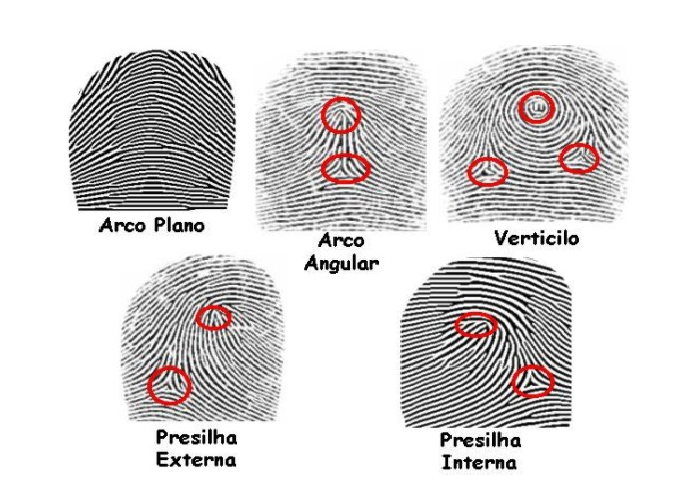 Arco Plano
Arco
Angular
Verticilo
Presilha
Externa
Presilha
Interna